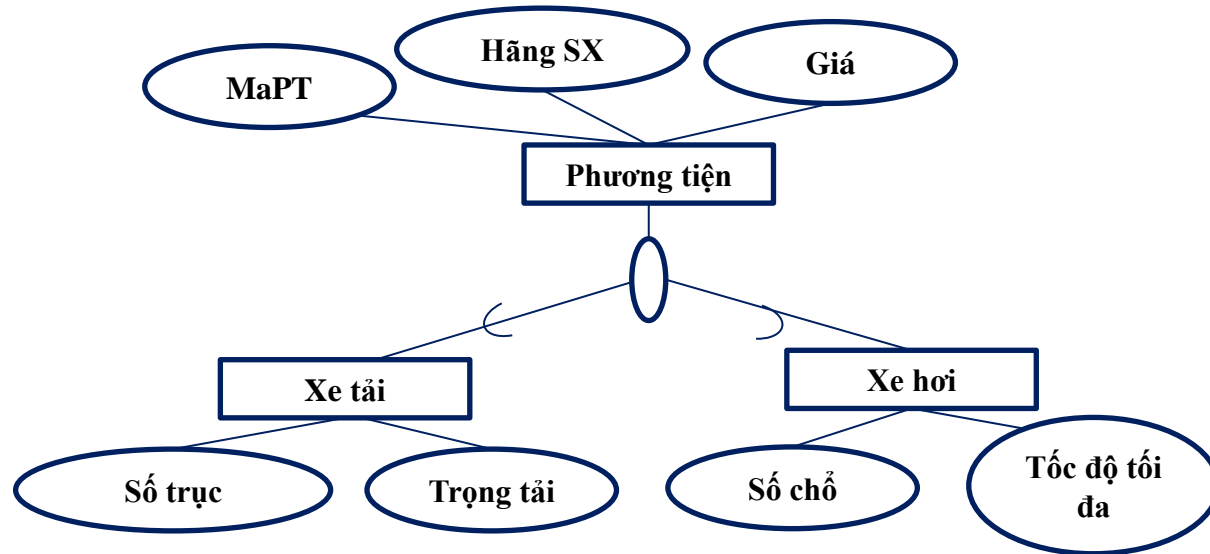 Hãng SX
MaPT
Giá
Phương tiện
Xe tải
Xe hơi
Số trục
Trọng tải
Số chổ
Tốc độ tối
đa